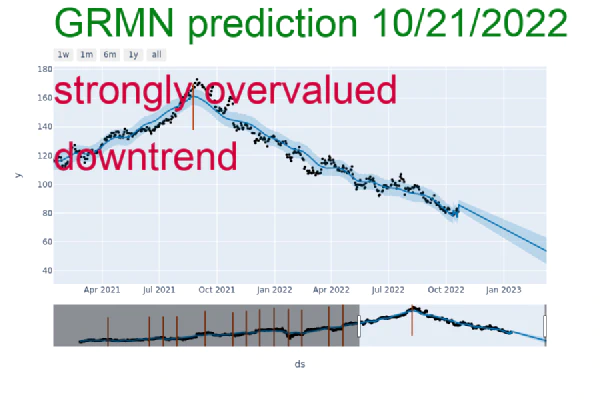 GRMN prediction 10/21/2022
1w 1m 6m 1y all
180
strongly overvalued
160
140
downtrend
120
y
100
80
60
40
Apr 2021 Jul 2021 Oct 2021 Jan 2022 Apr 2022 Jul 2022 Oct 2022 Jan 2023
ds